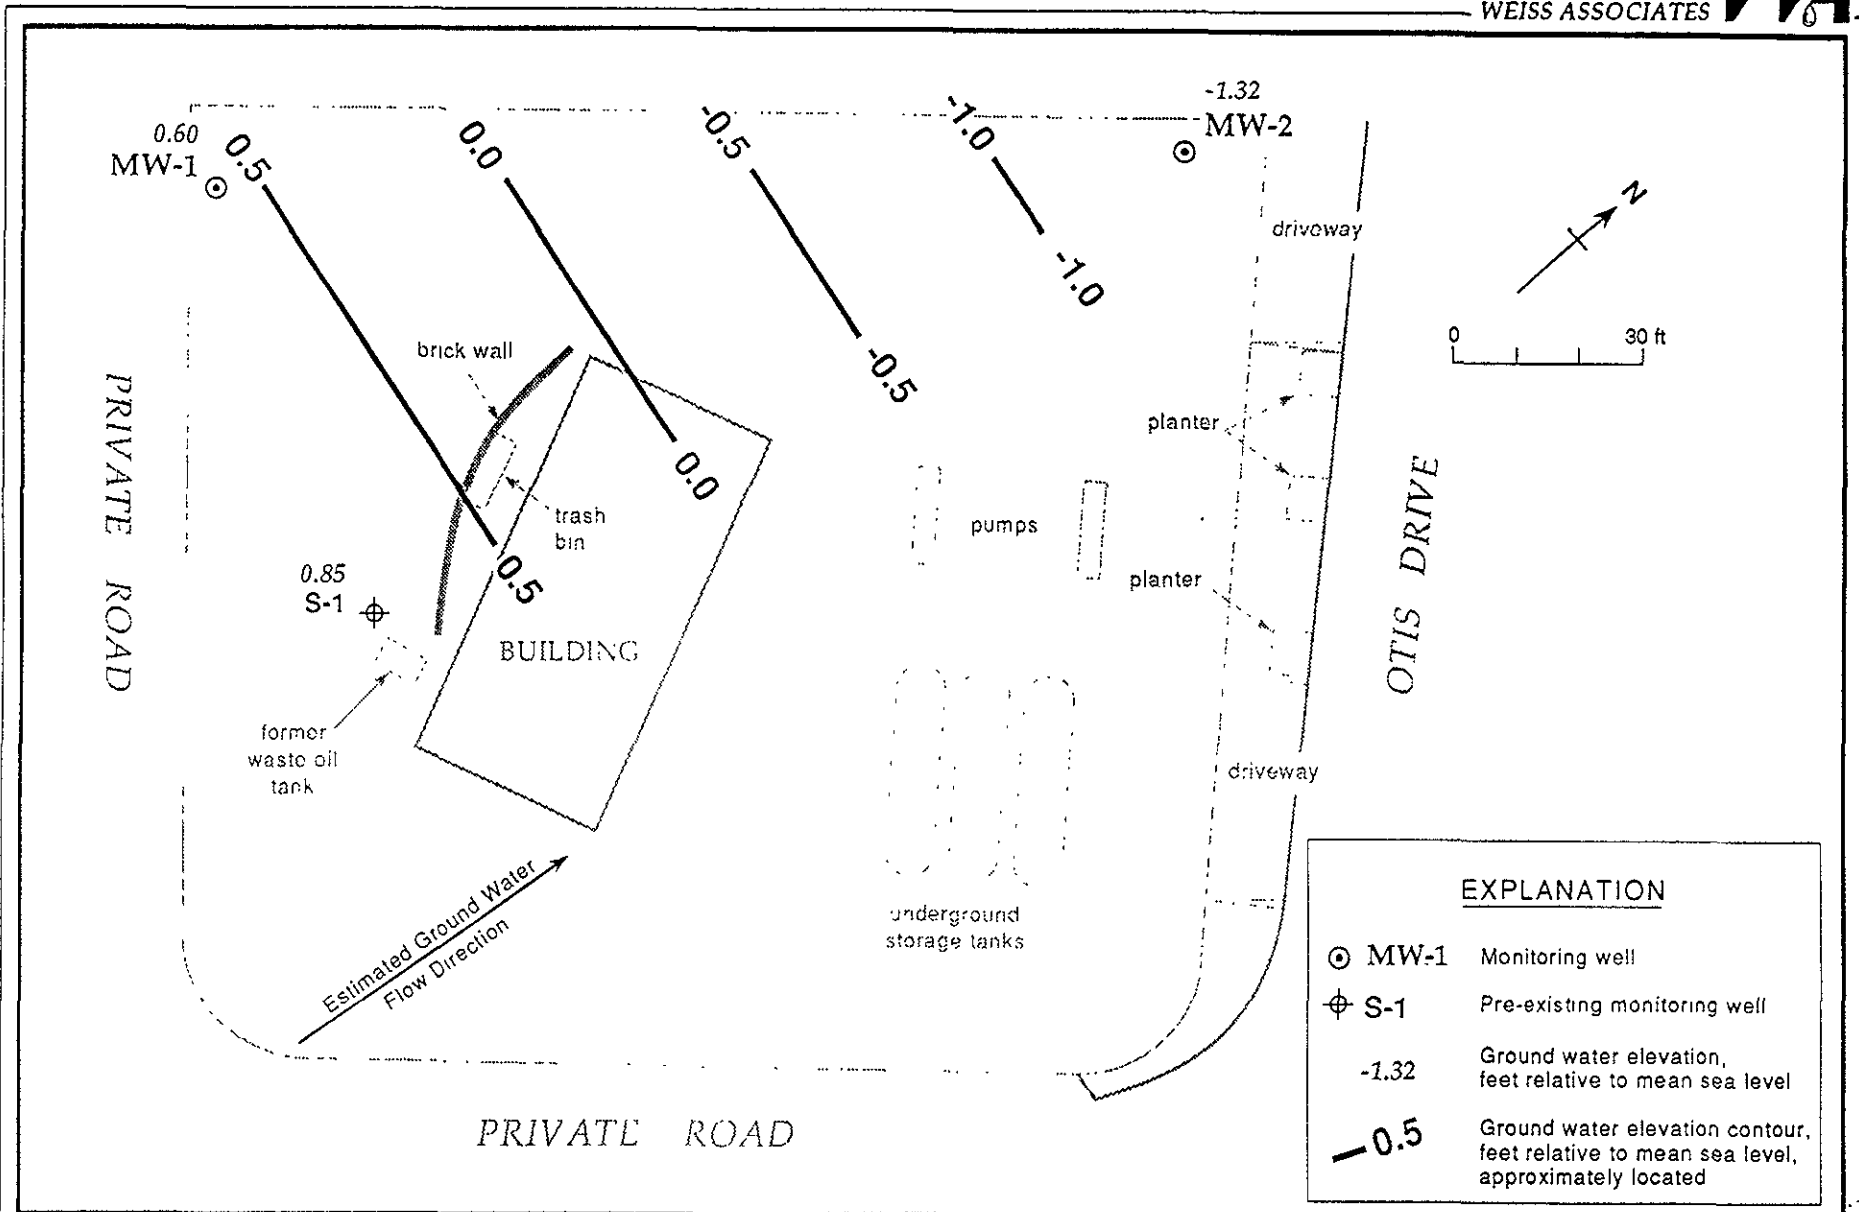 WEISS ASSOCIATES
-1.32
MW-2
0.60
MW-1
0.5
0.0
-0.5
-1.0
N
driveway
-1.0
0 30 ft
brick wall
-0.5
planter
0.0
PRIVATE ROAD
trash
bin
pumps
OTIS DRIVE
0.85
S-1
0.5
planter
BUILDING
former
waste oil
tank
driveway
Estimated Ground Water
Flow Direction
underground
storage tanks
PRIVATE ROAD
EXPLANATION
MW-1 Monitoring well
S-1 Pre-existing monitoring well
-1.32 Ground water elevation,
feet relative to mean sea level
0.5 Ground water elevation contour,
feet relative to mean sea level,
approximately located